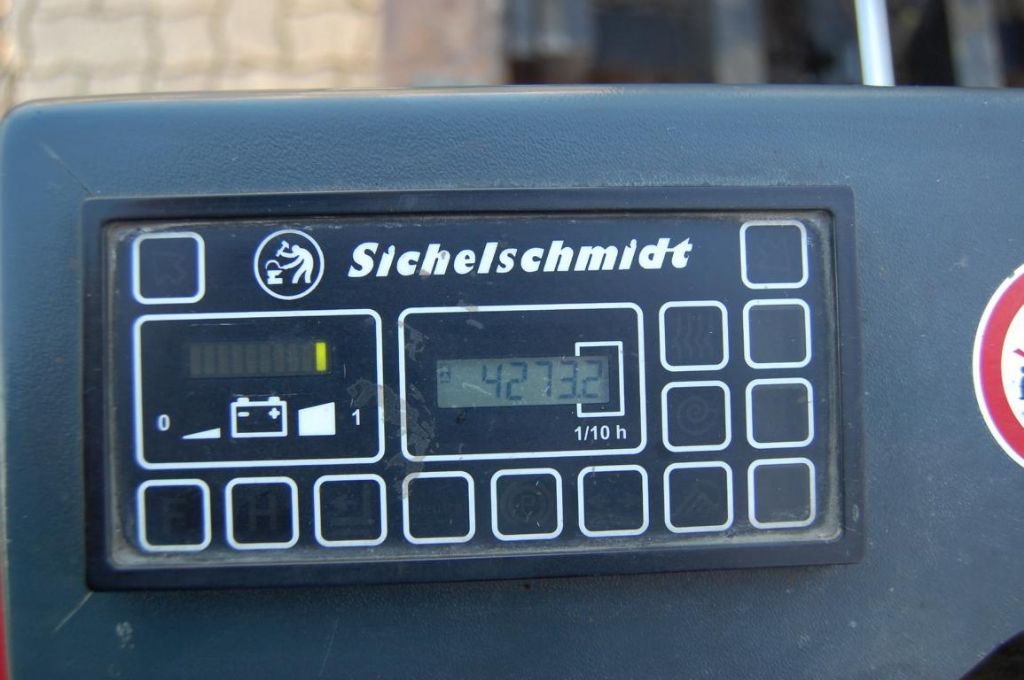 Sichelschmidt
42732
0
- +
1
1/10 h
F
H